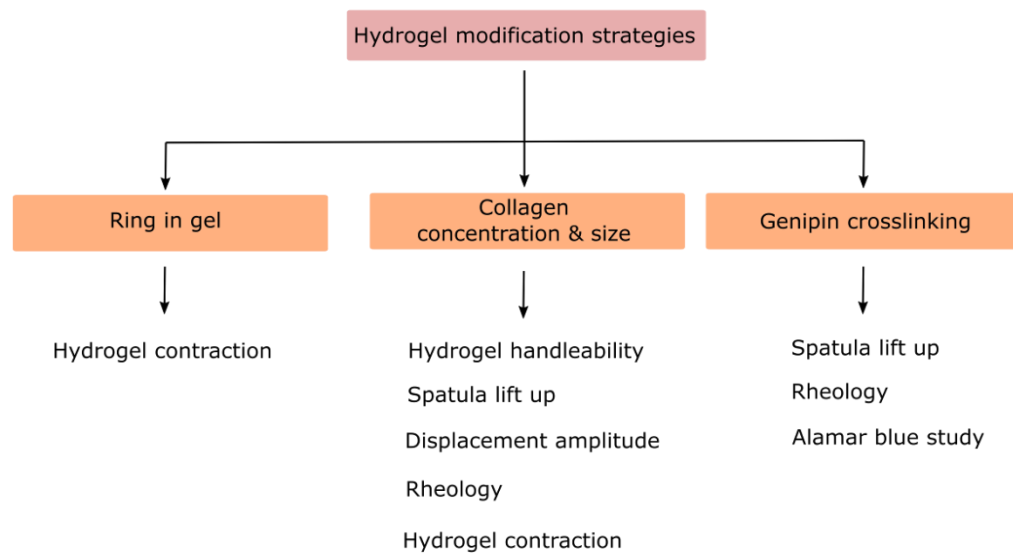 Hydrogel modification strategies
Ring in gel
Collagen
concentration & size
Genipin crosslinking
Hydrogel contraction
Hydrogel handleability
Spatula lift up
Displacement amplitude
Rheology
Hydrogel contraction
Spatula lift up
Rheology
Alamar blue study